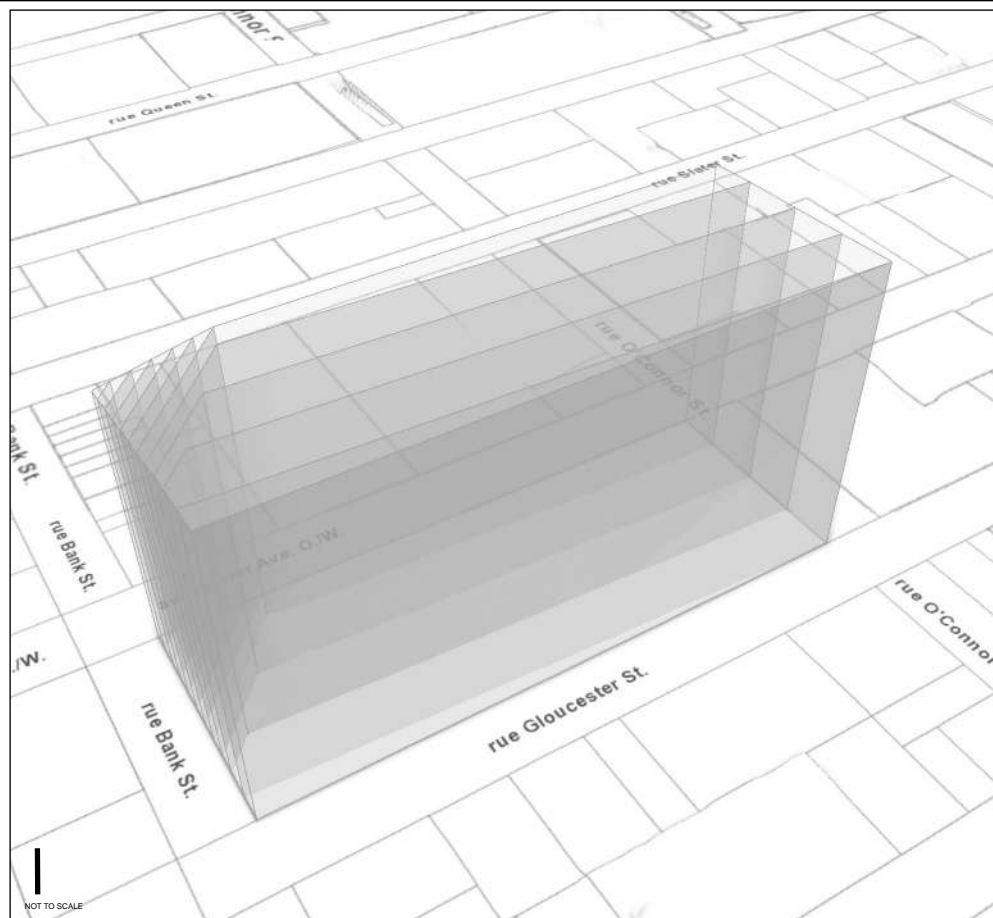 rue Queen St.
rue Slater St.
rue O'Connor St.
Bank St.
rue Bank St.
Ave. O./W.
./W.
rue O'Connor
rue Gloucester St.
rue Bank St.
NOT TO SCALE